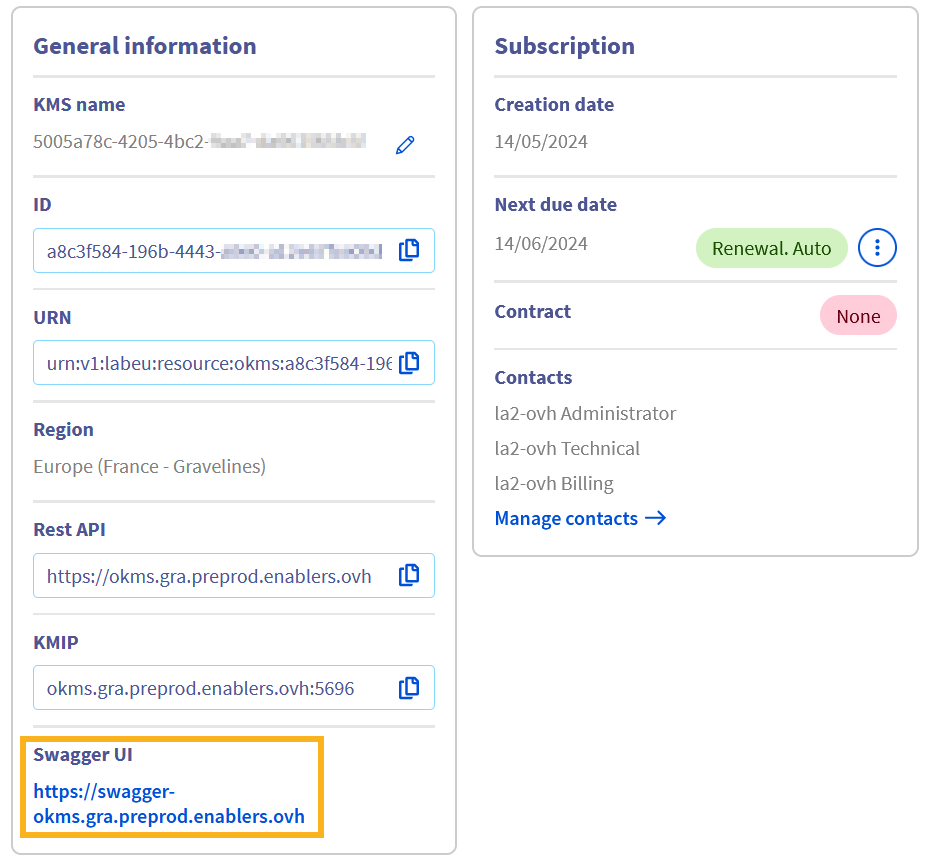 General information
KMS name
5005a78c-4205-4bc2-
ID
a8c3f584-196b-4443-
URN
urn:v1:labeu:resource:okms:a8c3f584-196
Region
Europe (France - Gravelines)
Rest API
https://okms.gra.preprod.enablers.ovh
KMIP
okms.gra.preprod.enablers.ovh:5696
Swagger UI
https://swagger-
okms.gra.preprod.enablers.ovh
Subscription
Creation date
14/05/2024
Next due date
14/06/2024
Renewal. Auto
Contract
None
Contacts
la2-ovh Administrator
la2-ovh Technical
la2-ovh Billing
Manage contacts